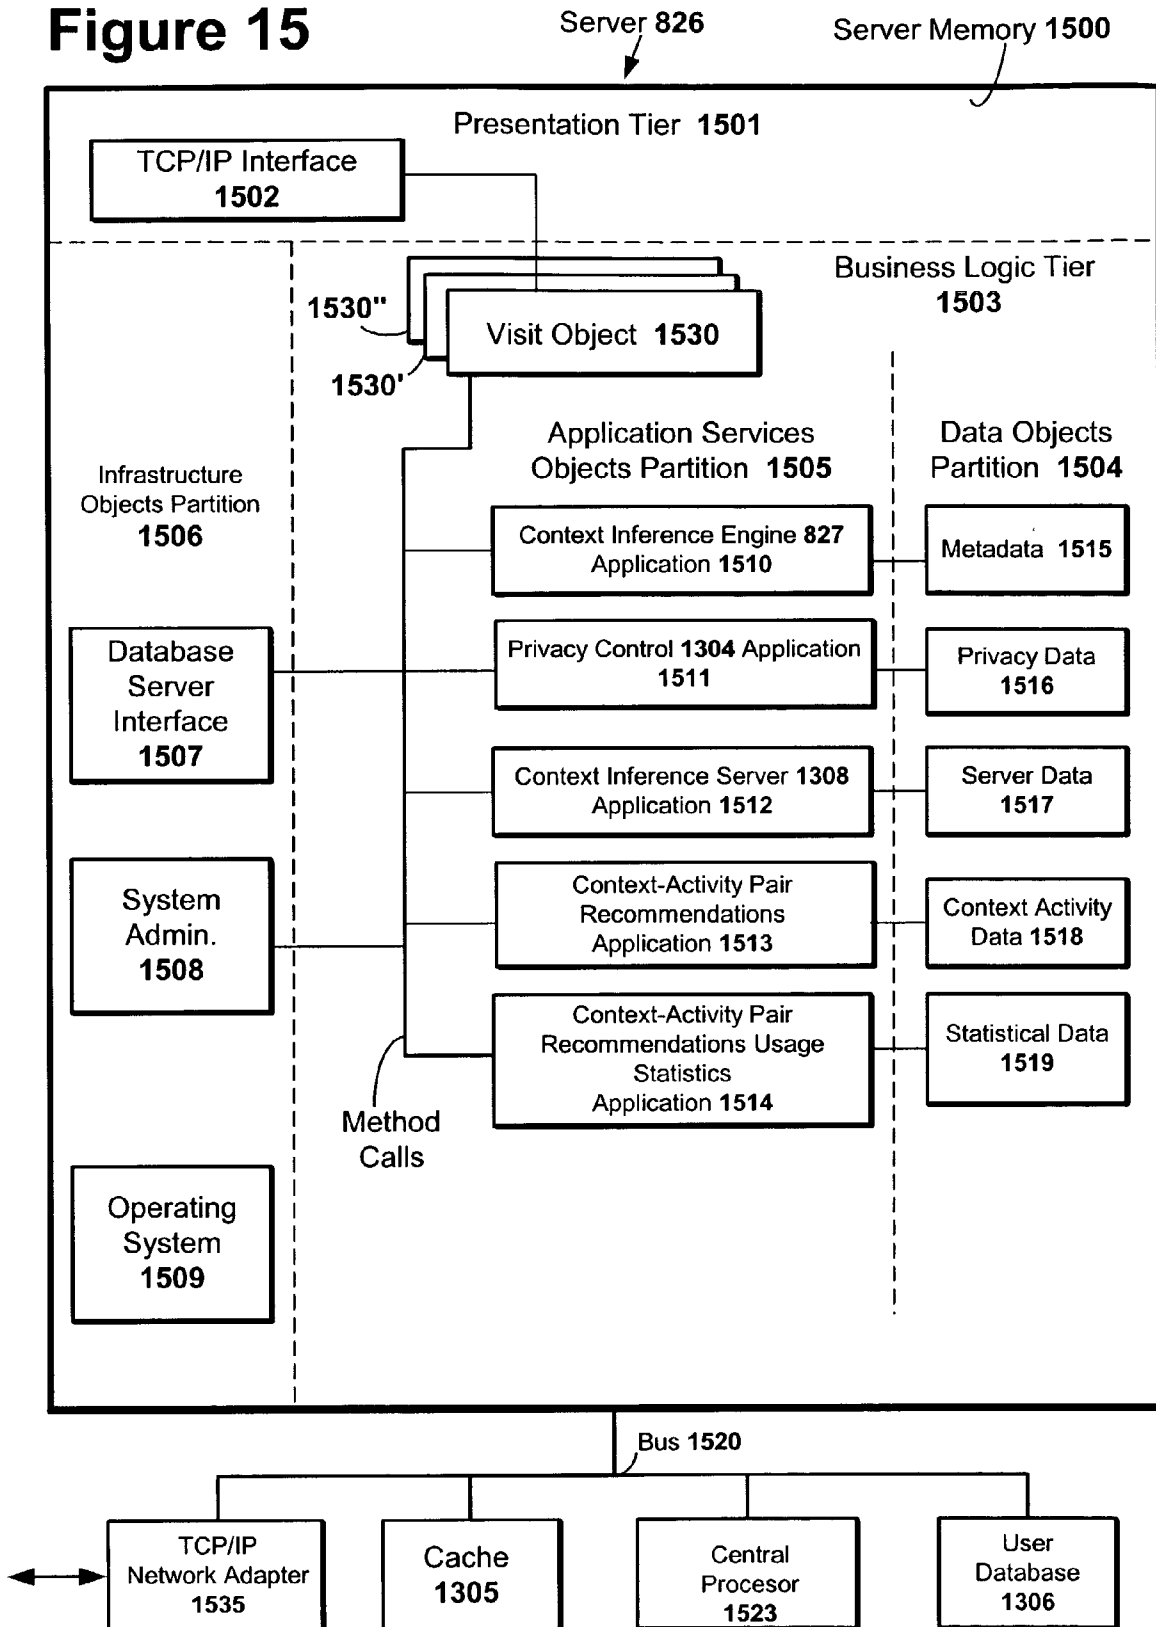 Figure 15
Server 826
Server Memory 1500
Presentation Tier 1501
TCP/IP Interface
1502
Business Logic Tier
1503
1530"
Visit Object 1530
1530'
Application Services
Objects Partition 1505
Data Objects
Partition 1504
Infrastructure
Objects Partition
1506
Context Inference Engine 827
Application 1510
Metadata 1515
Database
Server
Interface
1507
Privacy Control 1304 Application
1511
Privacy Data
1516
Context Inference Server 1308
Application 1512
Server Data
1517
System
Admin.
1508
Context-Activity Pair
Recommendations
Application 1513
Context Activity
Data 1518
Context-Activity Pair
Recommendations Usage
Statistics
Application 1514
Statistical Data
1519
Method
Calls
Operating
System
1509
Bus 1520
TCP/IP
Network Adapter
1535
Cache
1305
Central
Procesor
1523
User
Database
1306